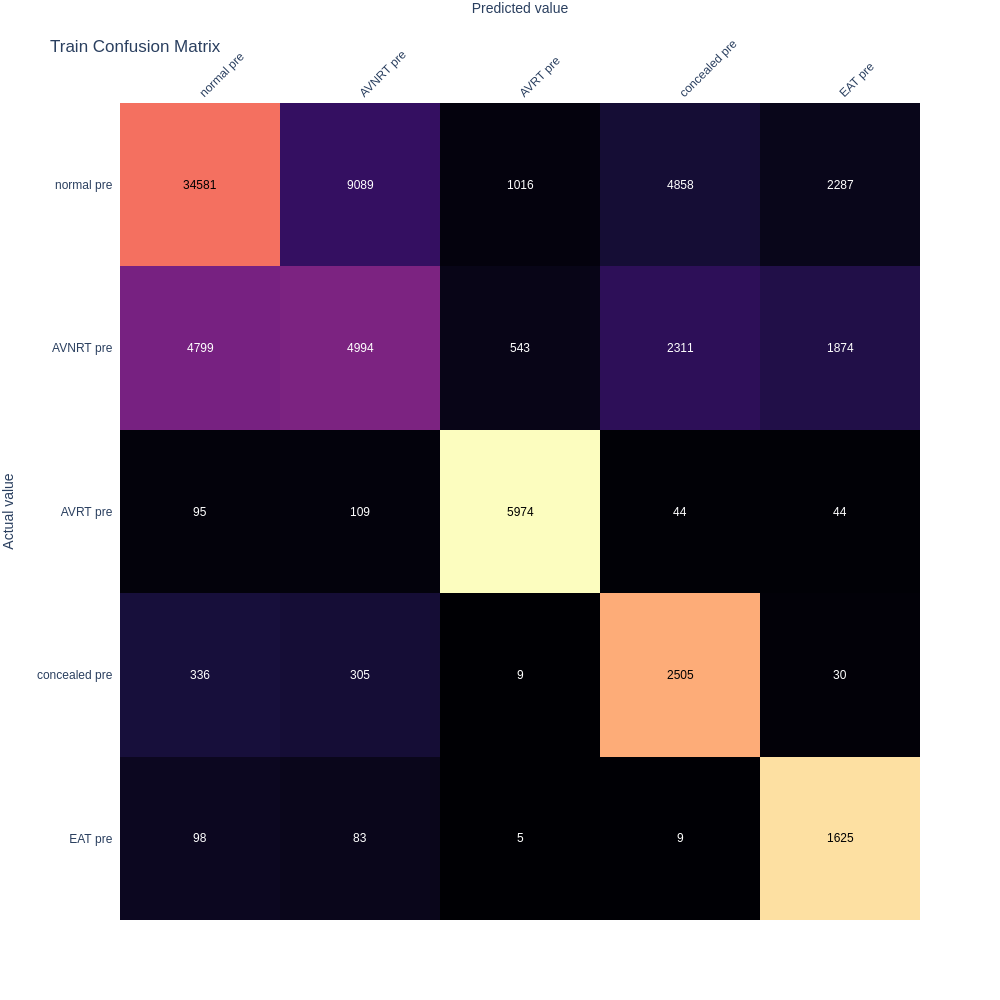 Predicted value
Train Confusion Matrix
normal pre AVNRT pre AVRT pre concealed pre EAT pre
normal pre 34581 9089 1016 4858 2287
AVNRT pre 4799 4994 543 2311 1874
AVRT pre 95 109 5974 44 44
concealed pre 336 305 9 2505 30
EAT pre 98 83 5 9 1625
Actual value